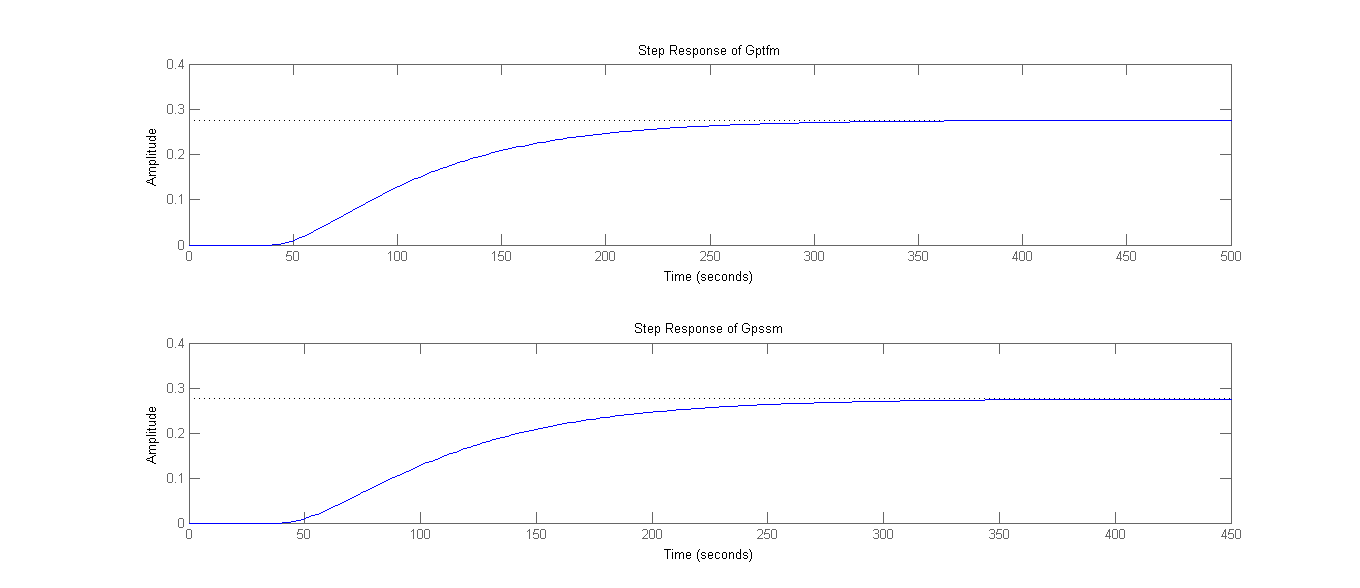 Step Response of Gptfm
0.4
0.3
0.2
0.1
0
Amplitude
0 50 100 150 200 250 300 350 400 450 500
Time (seconds)
Step Response of Gpssm
0.4
0.3
0.2
0.1
0
Amplitude
0 50 100 150 200 250 300 350 400 450
Time (seconds)